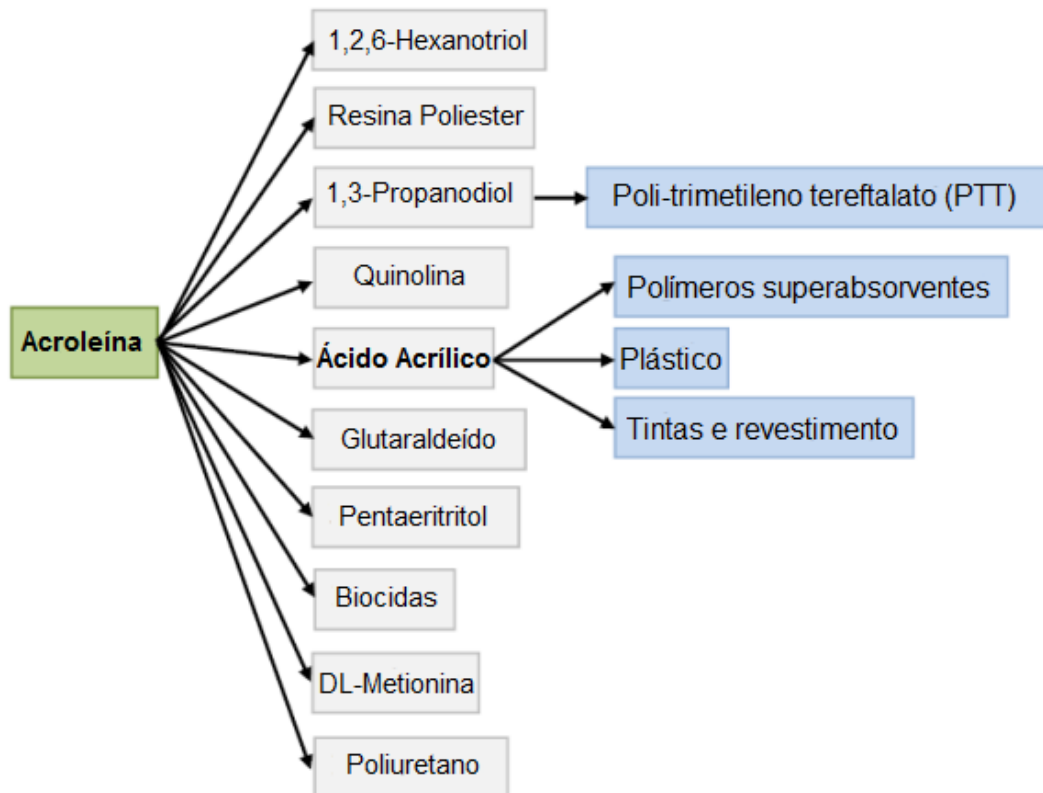 1,2,6-Hexanotriol
Resina Poliester
1,3-Propanodiol
Poli-trimetileno tereftalato (PTT)
Quinolina
Polímeros superabsorventes
Acroleína
Ácido Acrílico
Plástico
Tintas e revestimento
Glutaraldeído
Pentaeritritol
Biocidas
DL-Metionina
Poliuretano